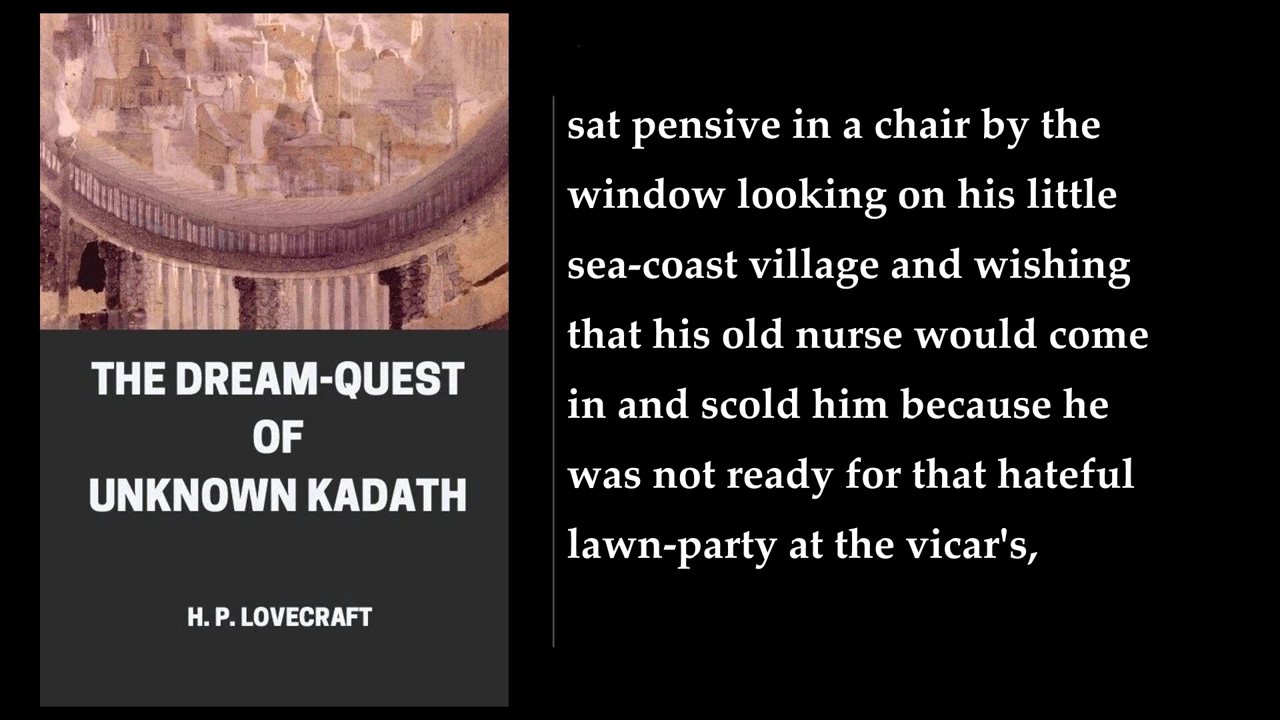 THE DREAM-QUEST
OF
UNKNOWN KADATH
H. P. LOVECRAFT
sat pensive in a chair by the
window looking on his little
sea-coast village and wishing
that his old nurse would come
in and scold him because he
was not ready for that hateful
lawn-party at the vicar's,